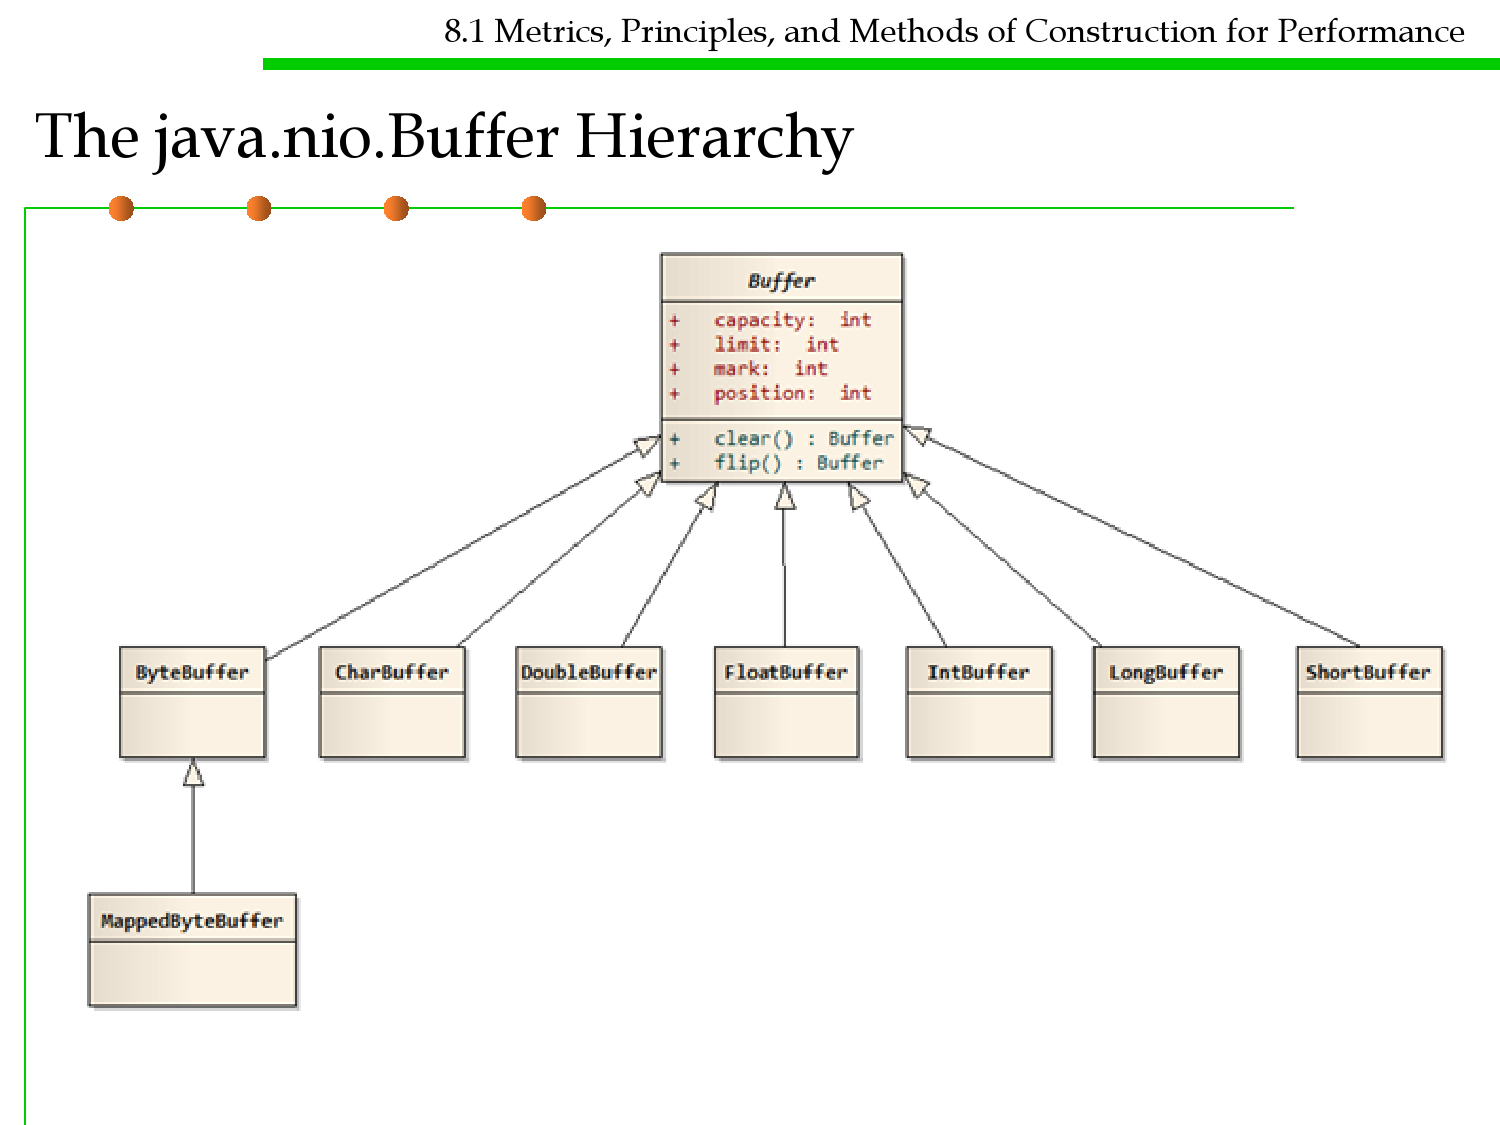 8.1 Metrics, Principles, and Methods of Construction for Performance
The java.nio.Buffer Hierarchy
Buffer
+ capacity: int
+ limit: int
+ mark: int
+ position: int
+ clear() : Buffer
+ flip() : Buffer
ByteBuffer CharBuffer DoubleBuffer FloatBuffer IntBuffer LongBuffer ShortBuffer
MappedByteBuffer